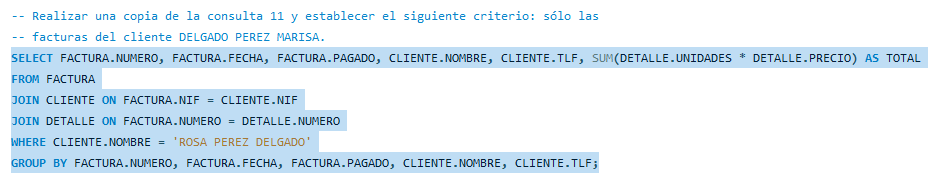 -- Realizar una copia de la consulta 11 y establecer el siguiente criterio: sólo las
-- facturas del cliente DELGADO PEREZ MARISA.
SELECT FACTURA.NUMERO, FACTURA.FECHA, FACTURA.PAGADO, CLIENTE.NOMBRE, CLIENTE.TLF, SUM(DETALLE.UNIDADES * DETALLE.PRECIO) AS TOTAL
FROM FACTURA
JOIN CLIENTE ON FACTURA.NIF = CLIENTE.NIF
JOIN DETALLE ON FACTURA.NUMERO = DETALLE.NUMERO
WHERE CLIENTE.NOMBRE = 'ROSA PEREZ DELGADO'
GROUP BY FACTURA.NUMERO, FACTURA.FECHA, FACTURA.PAGADO, CLIENTE.NOMBRE, CLIENTE.TLF;